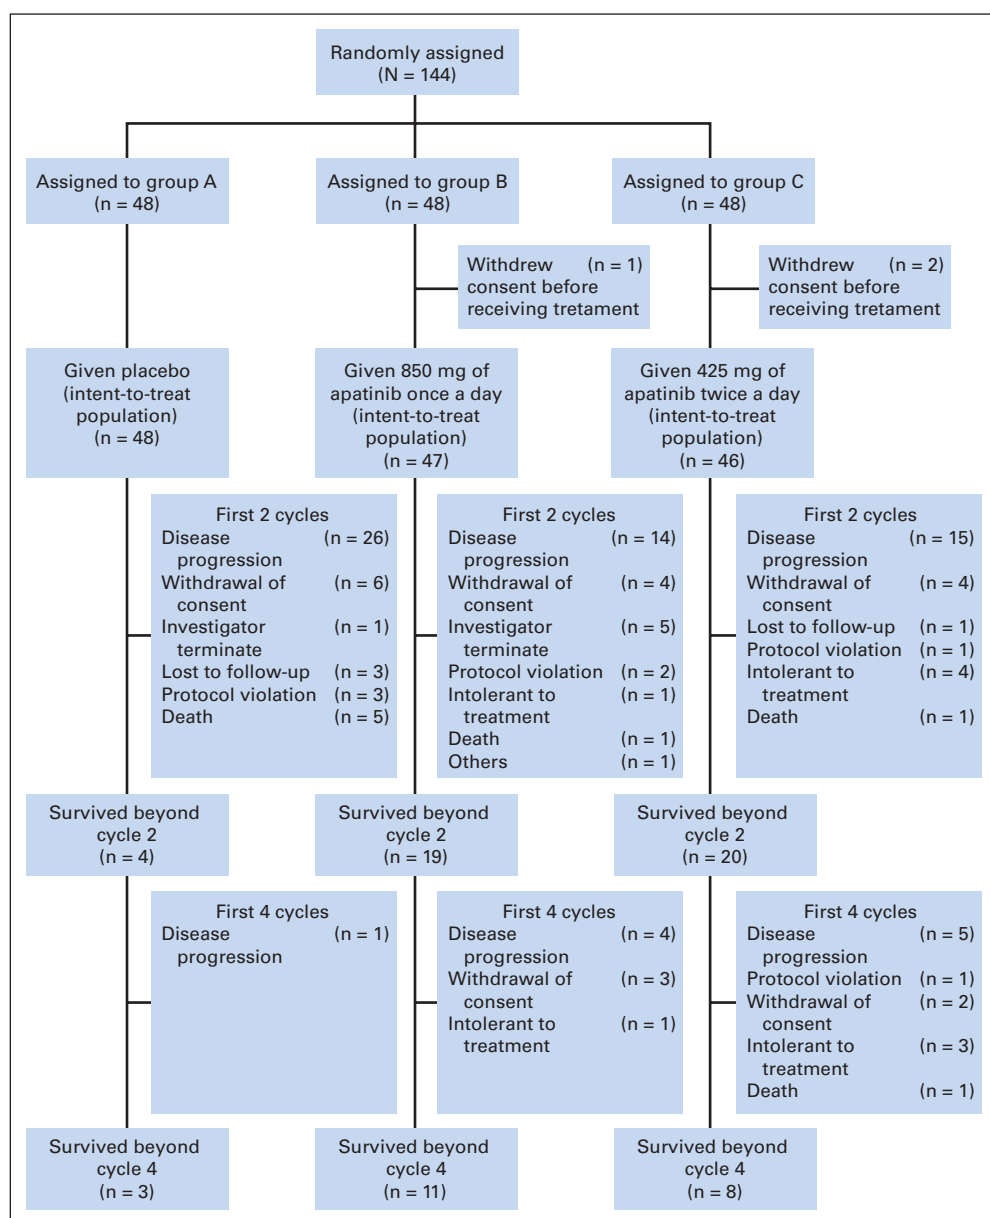 Randomly assigned
(N = 144)
Assigned to group A
(n = 48)
Assigned to group B
(n = 48)
Assigned to group C
(n = 48)
Withdrew (n = 1)
consent before
receiving tretament
Withdrew (n = 2)
consent before
receiving tretament
Given placebo
(intent-to-treat
population)
(n = 48)
Given 850 mg of
apatinib once a day
(intent-to-treat
population)
(n = 47)
Given 425 mg of
apatinib twice a day
(intent-to-treat
population)
(n = 46)
First 2 cycles
Disease (n = 26)
progression
Withdrawal of (n = 6)
consent
Investigator (n = 1)
terminate
Lost to follow-up (n = 3)
Protocol violation (n = 3)
Death (n = 5)
First 2 cycles
Disease (n = 14)
progression
Withdrawal of (n = 4)
consent
Investigator (n = 5)
terminate
Protocol violation (n = 2)
Intolerant to (n = 1)
treatment
Death (n = 1)
Others (n = 1)
First 2 cycles
Disease (n = 15)
progression
Withdrawal of (n = 4)
consent
Lost to follow-up (n = 1)
Protocol violation (n = 1)
Intolerant to (n = 4)
treatment
Death (n = 1)
Survived beyond
cycle 2
(n = 4)
Survived beyond
cycle 2
(n = 19)
Survived beyond
cycle 2
(n = 20)
First 4 cycles
Disease (n = 1)
progression
First 4 cycles
Disease (n = 4)
progression
Withdrawal of (n = 3)
consent
Intolerant to (n = 1)
treatment
First 4 cycles
Disease (n = 5)
progression
Protocol violation (n = 1)
Withdrawal of (n = 2)
consent
Intolerant to (n = 3)
treatment
Death (n = 1)
Survived beyond
cycle 4
(n = 3)
Survived beyond
cycle 4
(n = 11)
Survived beyond
cycle 4
(n = 8)